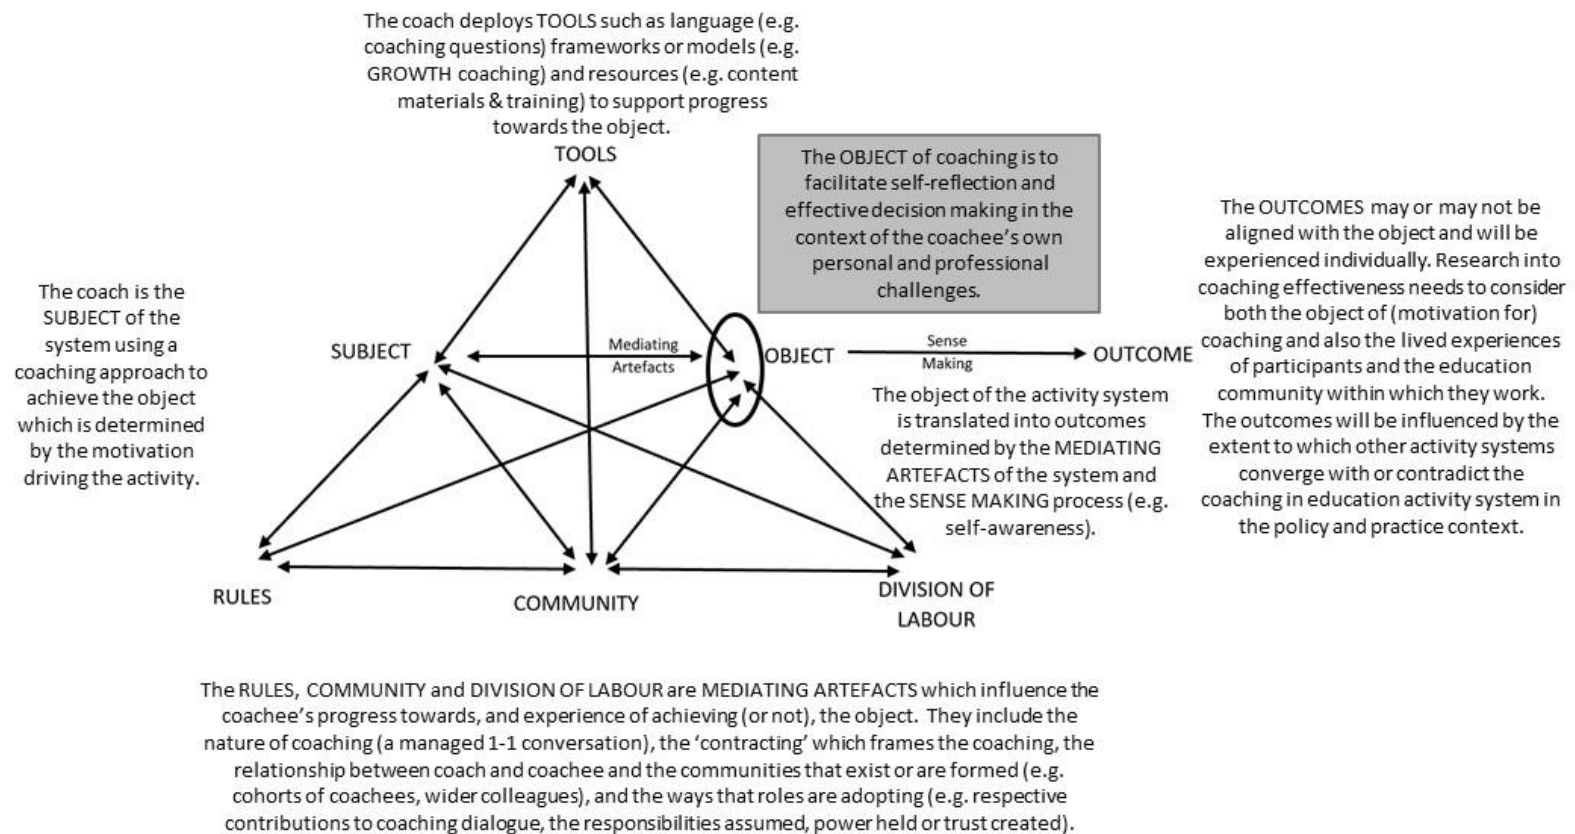 The coach deploys TOOLS such as language (e.g.
coaching questions) frameworks or models (e.g.
GROWTH coaching) and resources (e.g. content
materials & training) to support progress
towards the object.
TOOLS
The OBJECT of coaching is to
facilitate self-reflection and
effective decision making in the
context of the coachee's own
personal and professional
challenges.
The coach is the
SUBJECT of the
system using a
coaching approach to
achieve the object
which is determined
by the motivation
driving the activity.
SUBJECT
Mediating
Artefacts
OBJECT
Sense
Making
OUTCOME
The object of the activity system
is translated into outcomes
determined by the MEDIATING
ARTEFACTS of the system and
the SENSE MAKING process (e.g.
self-awareness).
The OUTCOMES may or may not be
aligned with the object and will be
experienced individually. Research into
coaching effectiveness needs to consider
both the object of (motivation for)
coaching and also the lived experiences
of participants and the education
community within which they work.
The outcomes will be influenced by the
extent to which other activity systems
converge with or contradict the
coaching in education activity system in
the policy and practice context.
RULES
COMMUNITY
DIVISION OF
LABOUR
The RULES, COMMUNITY and DIVISION OF LABOUR are MEDIATING ARTEFACTS which influence the
coachee's progress towards, and experience of achieving (or not), the object. They include the
nature of coaching (a managed 1-1 conversation), the 'contracting' which frames the coaching, the
relationship between coach and coachee and the communities that exist or are formed (e.g.
cohorts of coachees, wider colleagues), and the ways that roles are adopting (e.g. respective
contributions to coaching dialogue, the responsibilities assumed, power held or trust created).